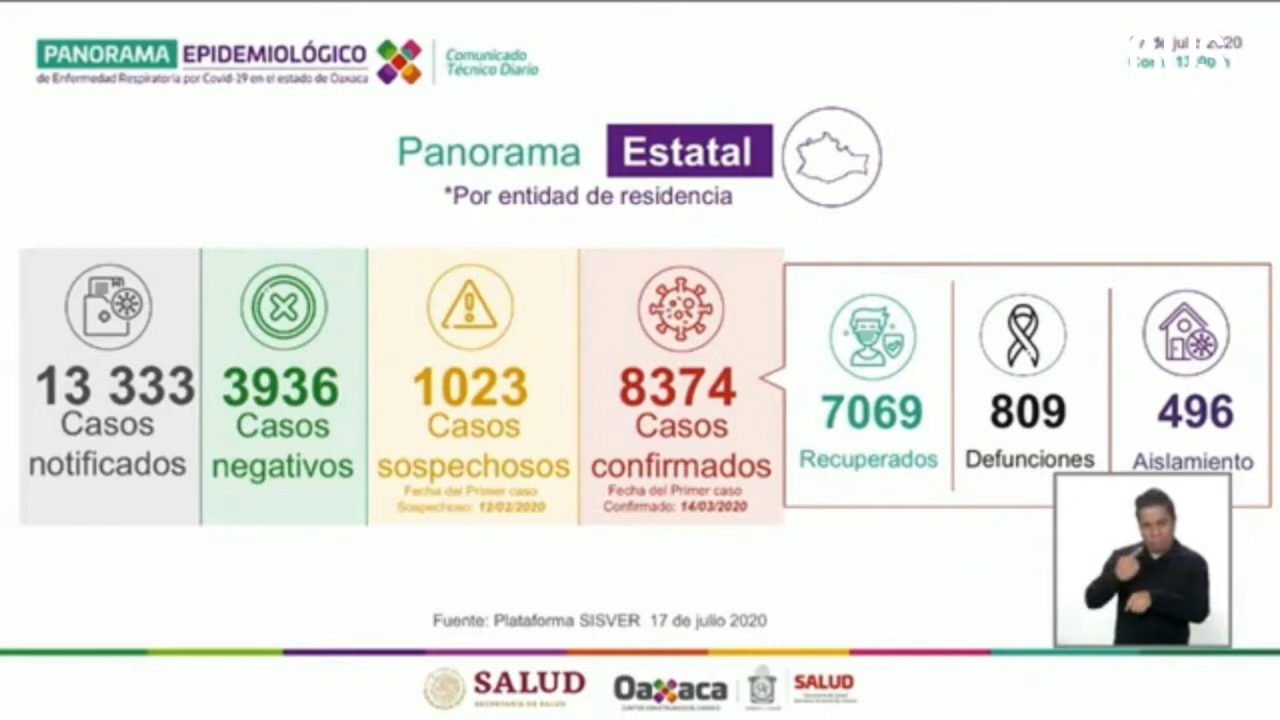 PANORAMA EPIDEMIOLÓGICO
de Enfermedad Respiratoria por Covid-19 en el estado de Oaxaca
Comunicado
Técnico Diario
Panorama Estatal
*Por entidad de residencia
13 333
Casos
notificados
3936
Casos
negativos
1023
Casos
sospechosos
Fecha del Primer caso
Sospechoso: 12/02/2020
8374
Casos
confirmados
Fecha del Primer caso
Confirmado: 14/03/2020
7069
Recuperados
809
Defunciones
496
Aislamiento
Fuente: Plataforma SISVER 17 de julio 2020
SALUD
SECRETARÍA DE SALUD
Oaxaca
SALUD